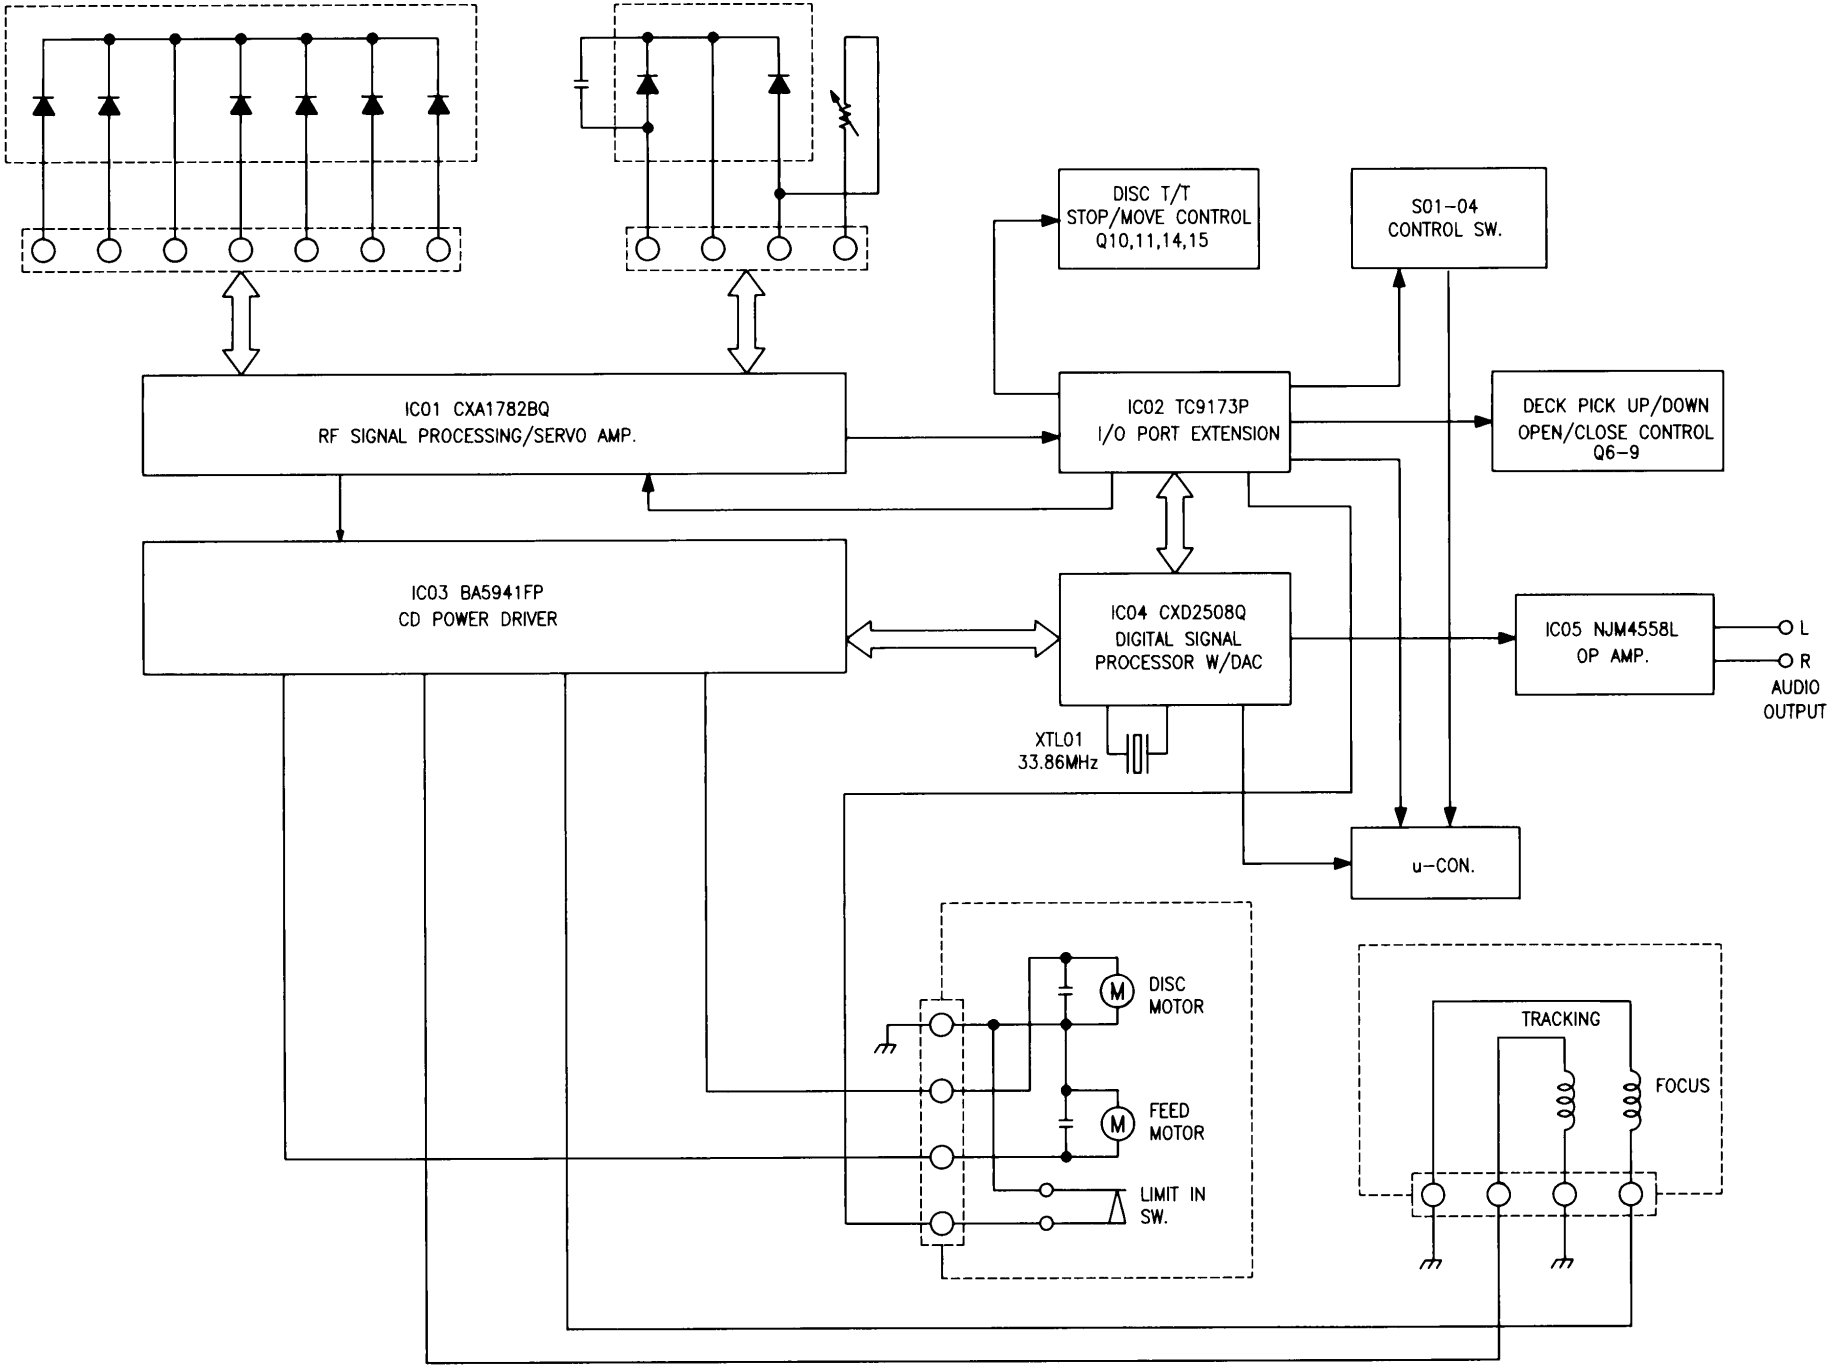 DISC T/T
STOP/MOVE CONTROL
Q10,11,14,15
S01-04
CONTROL SW.
IC01 CXA1782BQ
RF SIGNAL PROCESSING/SERVO AMP.
IC02 TC9173P
I/O PORT EXTENSION
DECK PICK UP/DOWN
OPEN/CLOSE CONTROL
Q6-9
IC03 BA5941FP
CD POWER DRIVER
IC04 CXD2508Q
DIGITAL SIGNAL
PROCESSOR W/DAC
IC05 NJM4558L
OP AMP.
L
R
AUDIO
OUTPUT
XTL01
33.86MHz
u-CON.
M
DISC
MOTOR
M
FEED
MOTOR
LIMIT IN
SW.
TRACKING
FOCUS